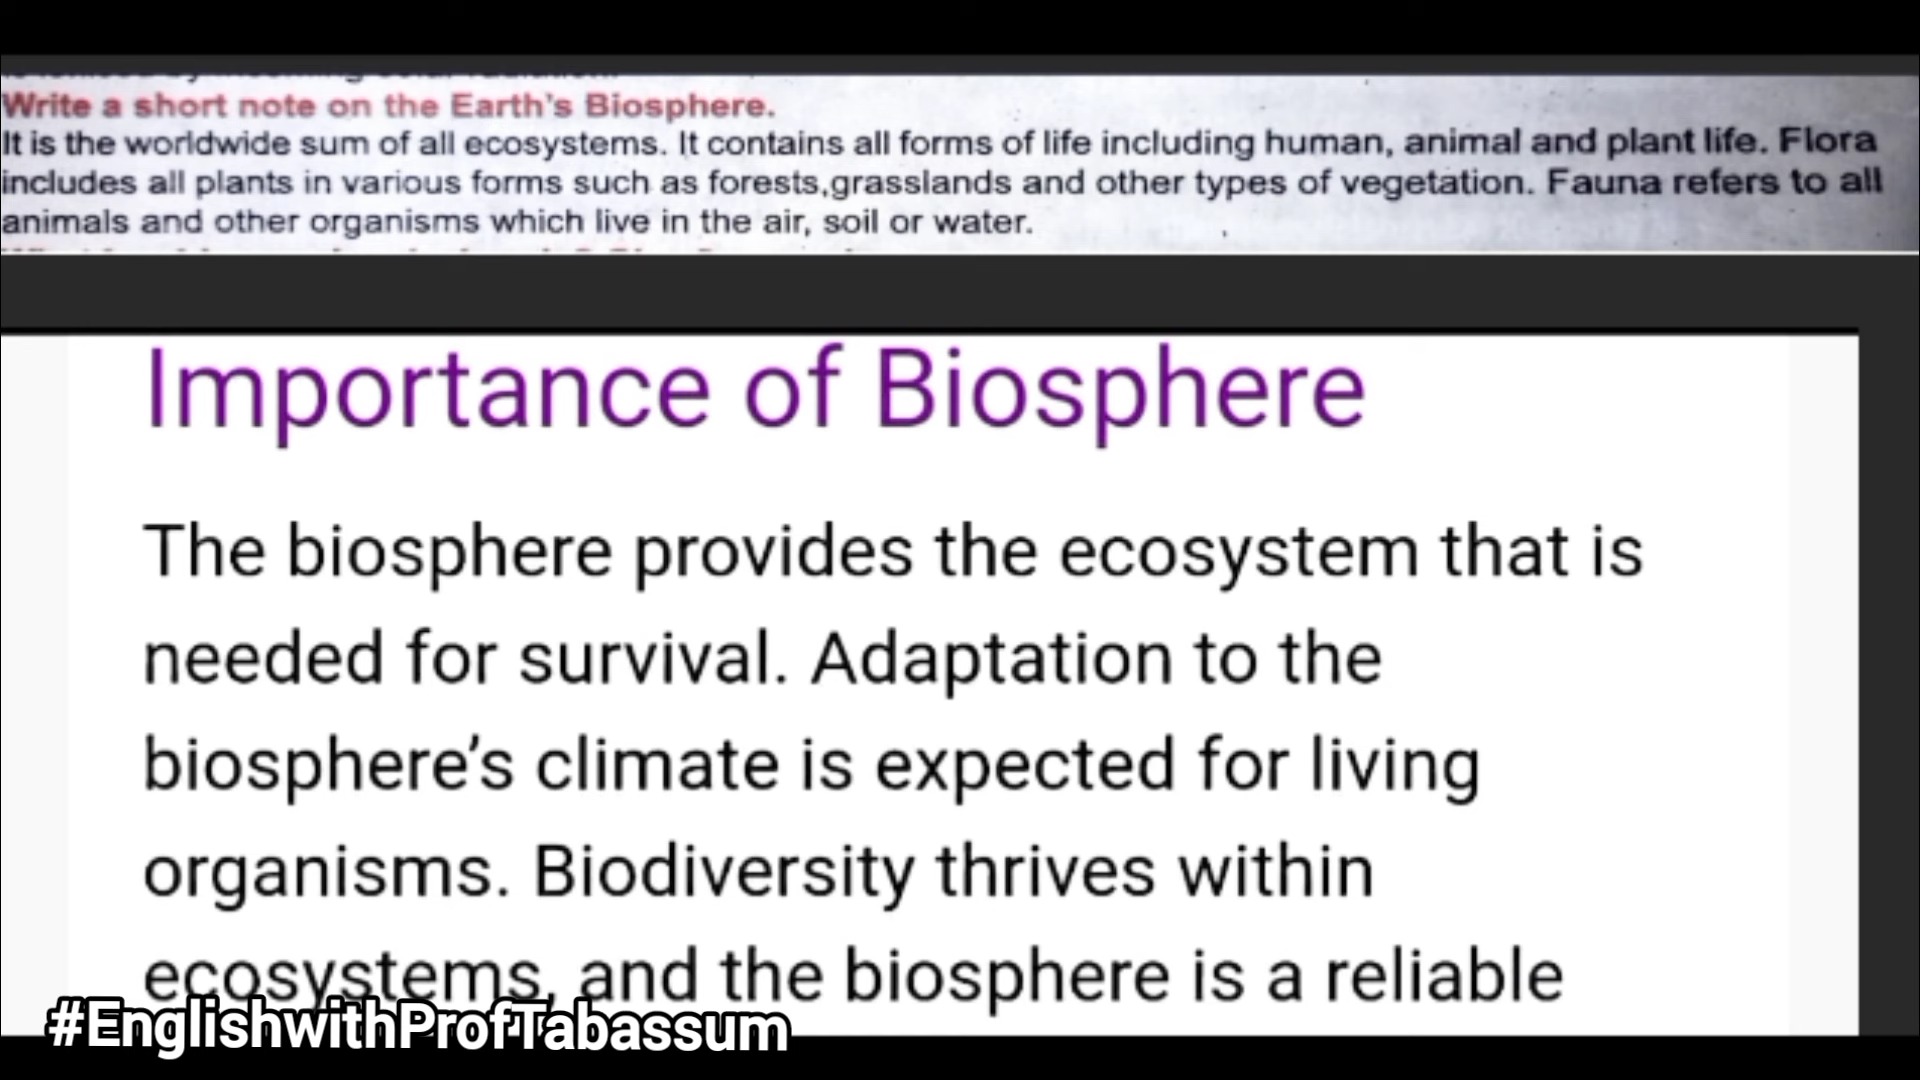 Write a short note on the Earth's Biosphere.
It is the worldwide sum of all ecosystems. It contains all forms of life including human, animal and plant life. Flora
includes all plants in various forms such as forests,grasslands and other types of vegetation. Fauna refers to all
animals and other organisms which live in the air, soil or water.
Importance of Biosphere
The biosphere provides the ecosystem that is
needed for survival. Adaptation to the
biosphere's climate is expected for living
organisms. Biodiversity thrives within
ecosystems, and the biosphere is a reliable
#EnglishwithProfTabassum